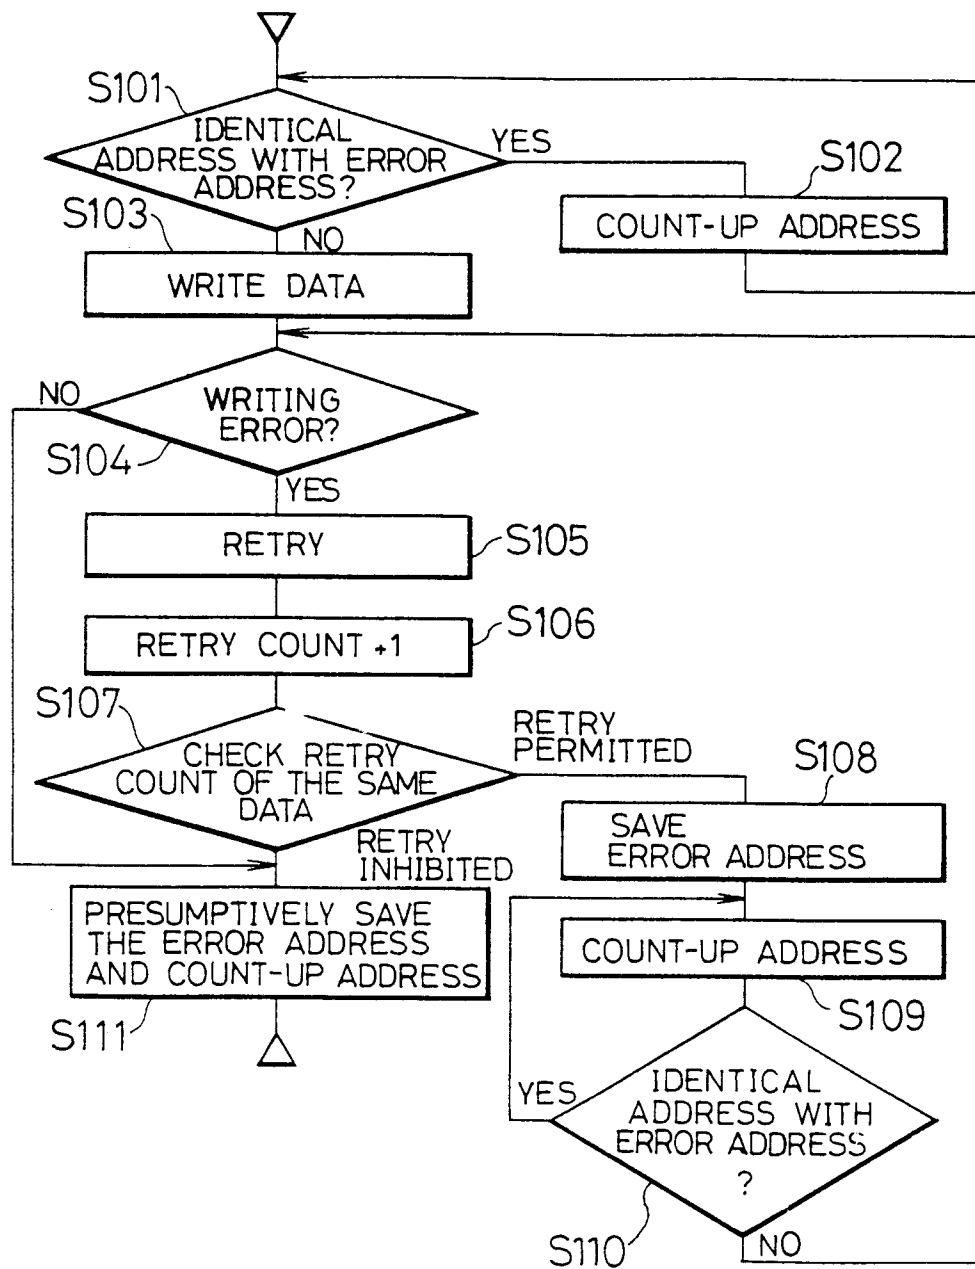 S101
IDENTICAL
ADDRESS WITH ERROR
ADDRESS?
YES
S102
COUNT-UP ADDRESS
S103
NO
WRITE DATA
NO
WRITING
ERROR?
S104
YES
RETRY
S105
RETRY COUNT +1
S106
S107
CHECK RETRY
COUNT OF THE SAME
DATA
RETRY
PERMITTED
S108
SAVE
ERROR ADDRESS
RETRY
INHIBITED
PRESUMPTIVELY SAVE
THE ERROR ADDRESS
AND COUNT-UP ADDRESS
S111
COUNT-UP ADDRESS
S109
YES
IDENTICAL
ADDRESS WITH
ERROR ADDRESS
?
S110
NO